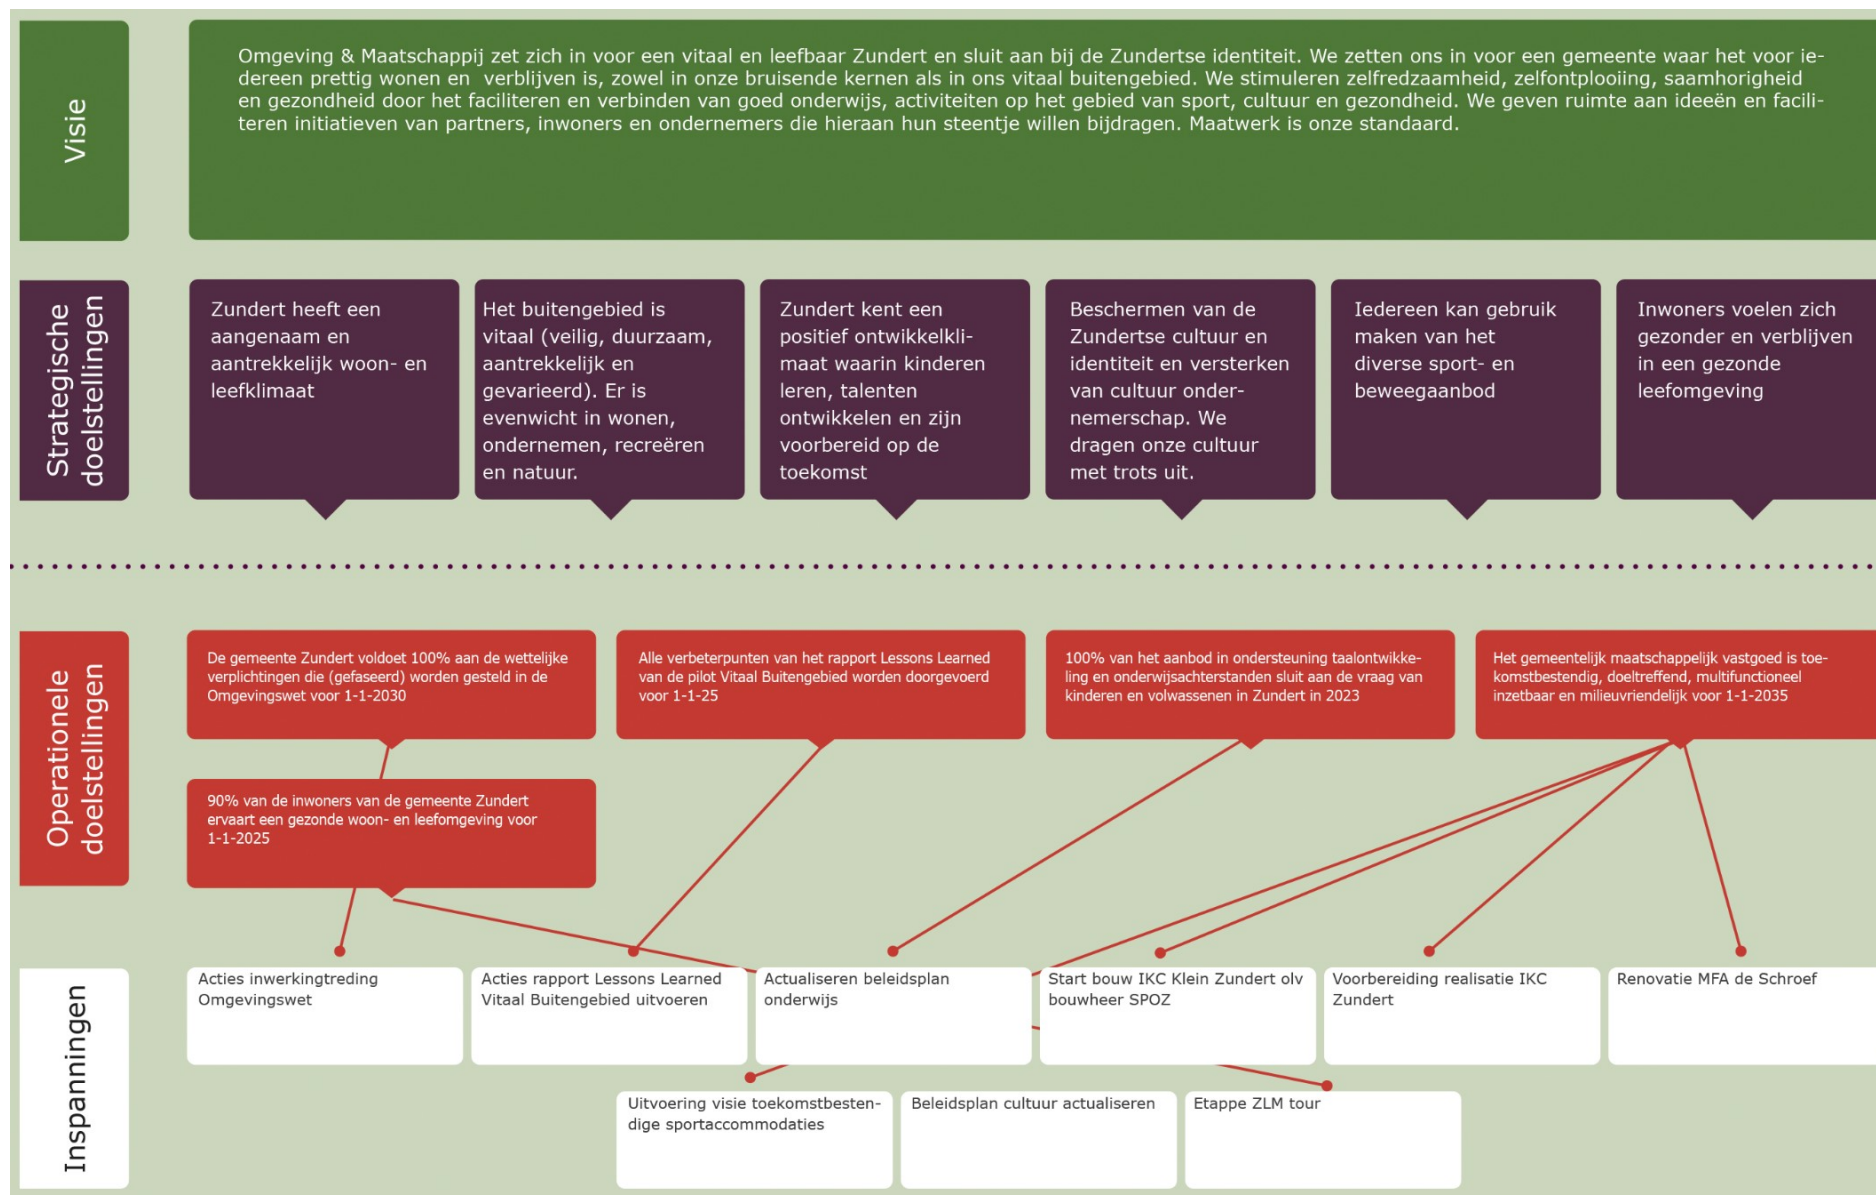 Visie
Omgeving & Maatschappij zet zich in voor een vitaal en leefbaar Zundert en sluit aan bij de Zundertse identiteit. We zetten ons in voor een gemeente waar het voor ie-
dereen prettig wonen en verblijven is, zowel in onze bruisende kernen als in ons vitaal buitengebied. We stimuleren zelfredzaamheid, zelfontplooiing, saamhorigheid
en gezondheid door het faciliteren en verbinden van goed onderwijs, activiteiten op het gebied van sport, cultuur en gezondheid. We geven ruimte aan ideeën en facili-
teren initiatieven van partners, inwoners en ondernemers die hieraan hun steentje willen bijdragen. Maatwerk is onze standaard.
Strategische
doelstellingen
Zundert heeft een
aangenaam en
aantrekkelijk woon- en
leefklimaat
Het buitengebied is
vitaal (veilig, duurzaam,
aantrekkelijk en
gevarieerd). Er is
evenwicht in wonen,
ondernemen, recreëren
en natuur.
Zundert kent een
positief ontwikkelkli-
maat waarin kinderen
leren, talenten
ontwikkelen en zijn
voorbereid op de
toekomst
Beschermen van de
Zundertse cultuur en
identiteit en versterken
van cultuur onder-
nemerschap. We
dragen onze cultuur
met trots uit.
Iedereen kan gebruik
maken van het
diverse sport- en
beweegaanbod
Inwoners voelen zich
gezonder en verblijven
in een gezonde
leefomgeving
Operationele
doelstellingen
De gemeente Zundert voldoet 100% aan de wettelijke
verplichtingen die (gefaseerd) worden gesteld in de
Omgevingswet voor 1-1-2030
Alle verbeterpunten van het rapport Lessons Learned
van de pilot Vitaal Buitengebied worden doorgevoerd
voor 1-1-25
100% van het aanbod in ondersteuning taalontwikke-
ling en onderwijsachterstanden sluit aan de vraag van
kinderen en volwassenen in Zundert in 2023
Het gemeentelijk maatschappelijk vastgoed is toe-
komstbestendig, doeltreffend, multifunctioneel
inzetbaar en milieuvriendelijk voor 1-1-2035
90% van de inwoners van de gemeente Zundert
ervaart een gezonde woon- en leefomgeving voor
1-1-2025
Inspanningen
Acties inwerkingtreding
Omgevingswet
Acties rapport Lessons Learned
Vitaal Buitengebied uitvoeren
Actualiseren beleidsplan
onderwijs
Start bouw IKC Klein Zundert olv
bouwheer SPOZ
Voorbereiding realisatie IKC
Zundert
Renovatie MFA de Schroef
Uitvoering visie toekomstbesten-
dige sportaccommodaties
Beleidsplan cultuur actualiseren
Etappe ZLM tour